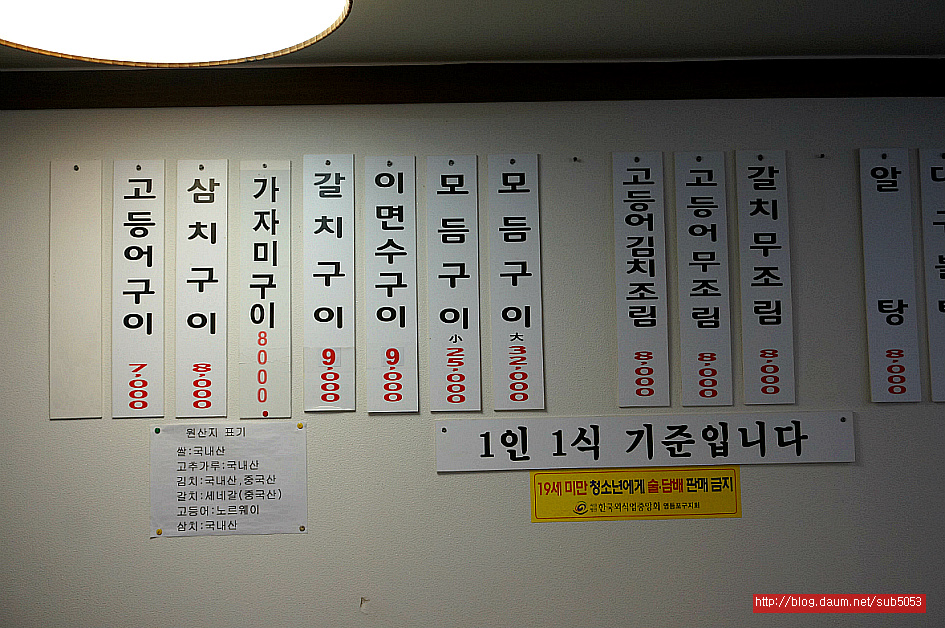 고등어구이 7,000
삼치구이 8,000
가자미구이 8000
갈치구이 9,000
이면수구이 9,000
모듬구이 小 25,000
모듬구이 大 32,000
고등어김치조림 8,000
고등어무조림 8,000
갈치무조림 8,000
알탕 8,000
1인 1식 기준입니다
원산지 표기
쌀:국내산
고추가루:국내산
김치:국내산,중국산
갈치:세네갈(중국산)
고등어:노르웨이
삼치:국내산
19세 미만 청소년에게 술·담배 판매 금지
한국외식업중앙회 영등포구지회
http://blog.daum.net/sub5053